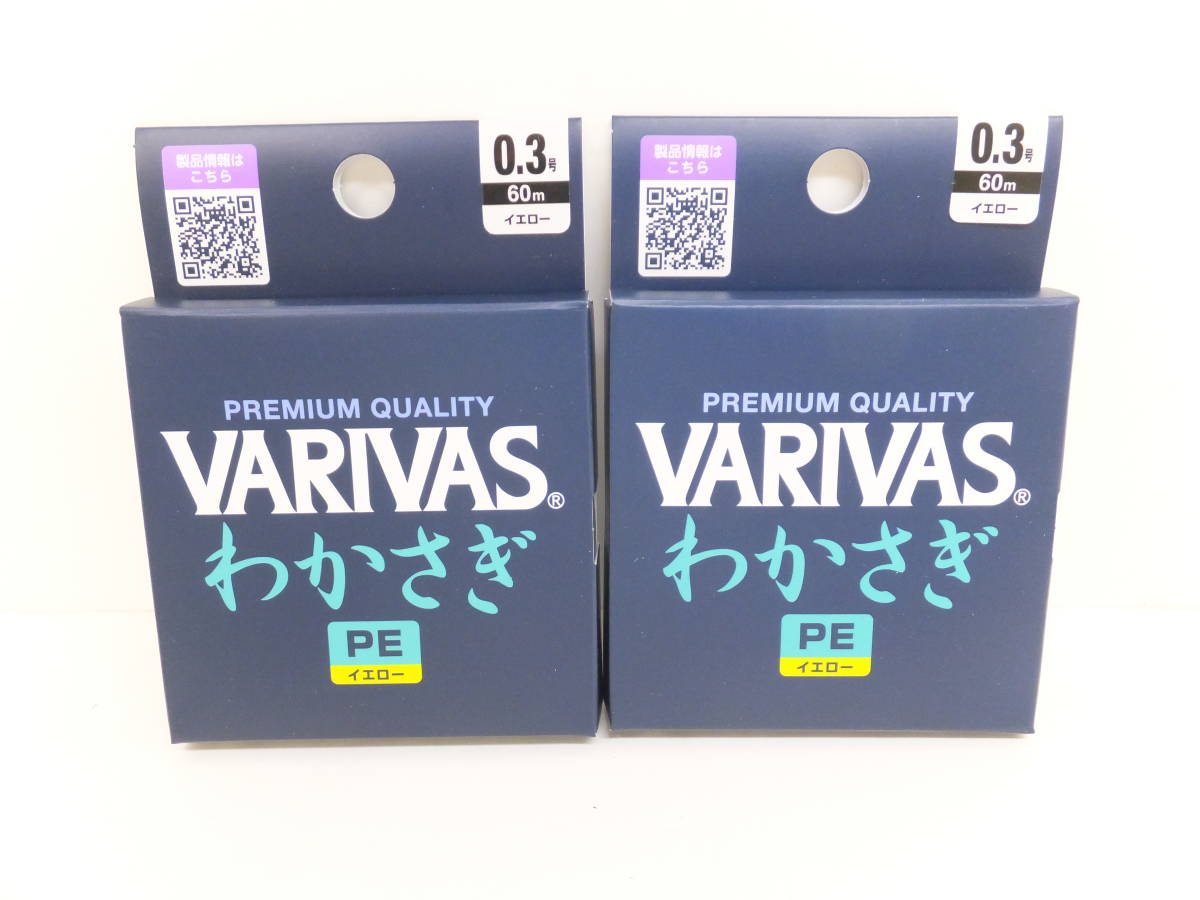 製品情報は
こちら
0.3号
60m
イエロー
PREMIUM QUALITY
VARIVAS®
わかさぎ
PE
イエロー
製品情報は
こちら
0.3号
60m
イエロー
PREMIUM QUALITY
VARIVAS®
わかさぎ
PE
イエロー